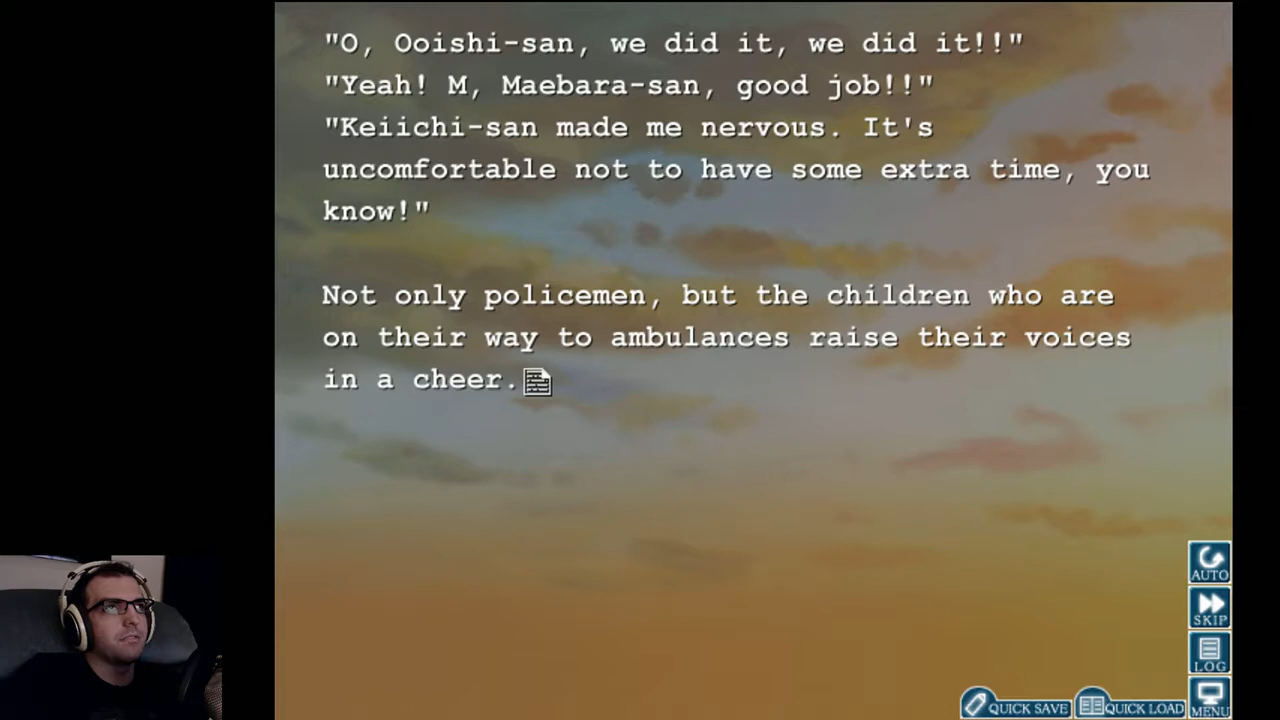 "O, Ooishi-san, we did it, we did it!!"
"Yeah! M, Maebara-san, good job!!"
"Keiichi-san made me nervous. It's
uncomfortable not to have some extra time, you
know!"
Not only policemen, but the children who are
on their way to ambulances raise their voices
in a cheer.
AUTO
SKIP
LOG
MENU
QUICK SAVE
QUICK LOAD